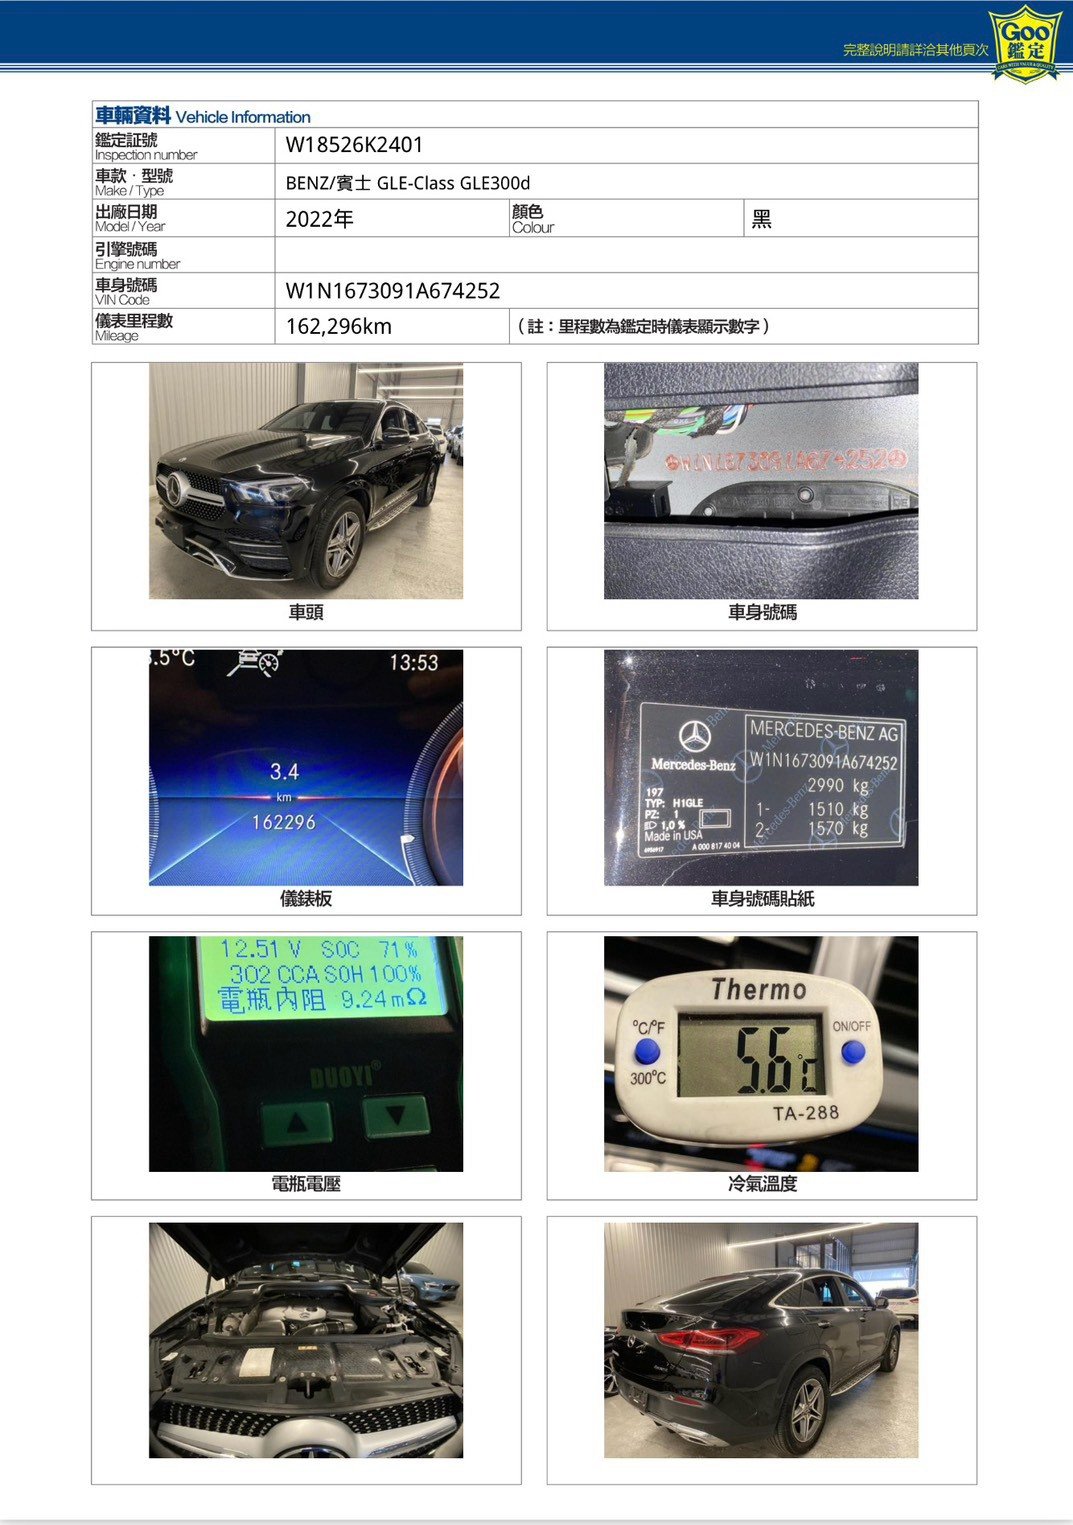 完整說明請詳洽其他頁次
Goo
鑑定
車輛資料 Vehicle Information
鑑定証號
Inspection number
W18526K2401
車款·型號
Make / Type
BENZ/賓士 GLE-Class GLE300d
出廠日期
Model / Year
2022年
顏色
Colour
黑
引擎號碼
Engine number
車身號碼
VIN Code
W1N1673091A674252
儀表里程數
Mileage
162,296km
（註：里程數為鑑定時儀表顯示數字）
W1N1673091A674252
車頭
車身號碼
.5°C
13:53
3.4
km
162296
MERCEDES-BENZ AG
Mercedes-Benz
W1N1673091A674252
2990 kg
1- 1510 kg
2- 1570 kg
197
TYP: H1GLE
PZ: 1
1,0 %
Made in USA
A 000 817 40 04
儀錶板
車身號碼貼紙
12.51 V SOC 71%
302 CCA SOH 100%
電瓶內阻 9.24mΩ
DUOYI®
▲ ▼
Thermo
°C/°F
ON/OFF
5.6°C
300°C
TA-288
電瓶電壓
冷氣溫度